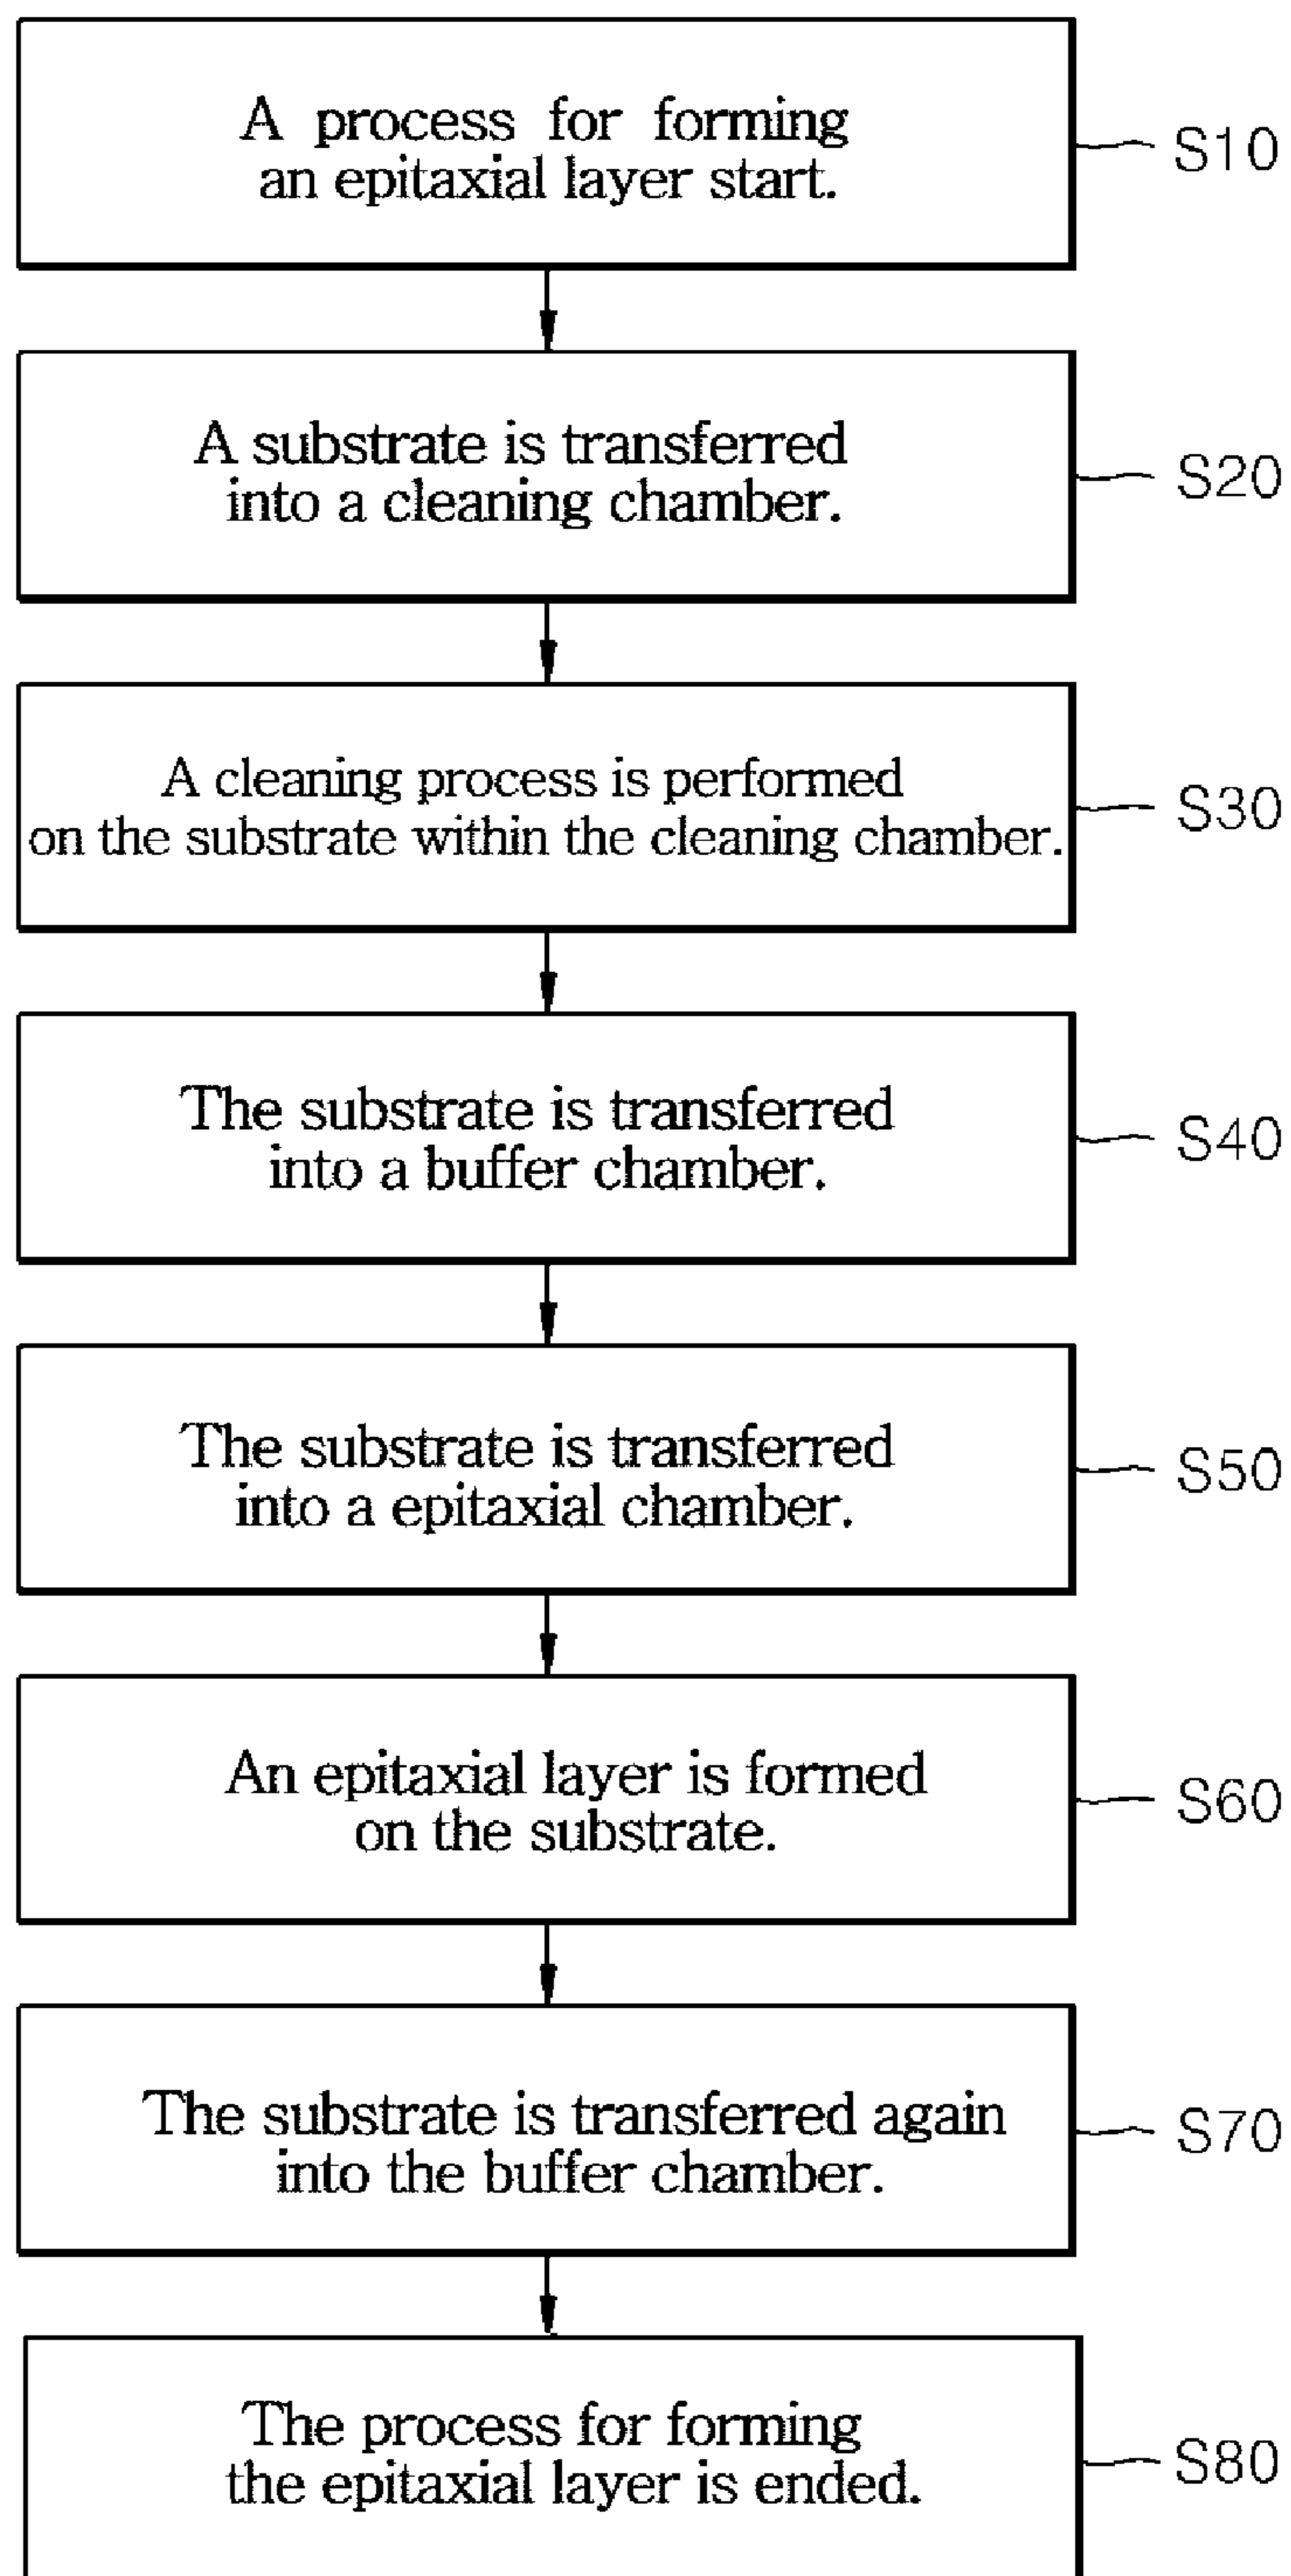 A process for forming
an epitaxial layer start.
S10
A substrate is transferred
into a cleaning chamber.
S20
A cleaning process is performed
on the substrate within the cleaning chamber.
S30
The substrate is transferred
into a buffer chamber.
S40
The substrate is transferred
into a epitaxial chamber.
S50
An epitaxial layer is formed
on the substrate.
S60
The substrate is transferred again
into the buffer chamber.
S70
The process for forming
the epitaxial layer is ended.
S80